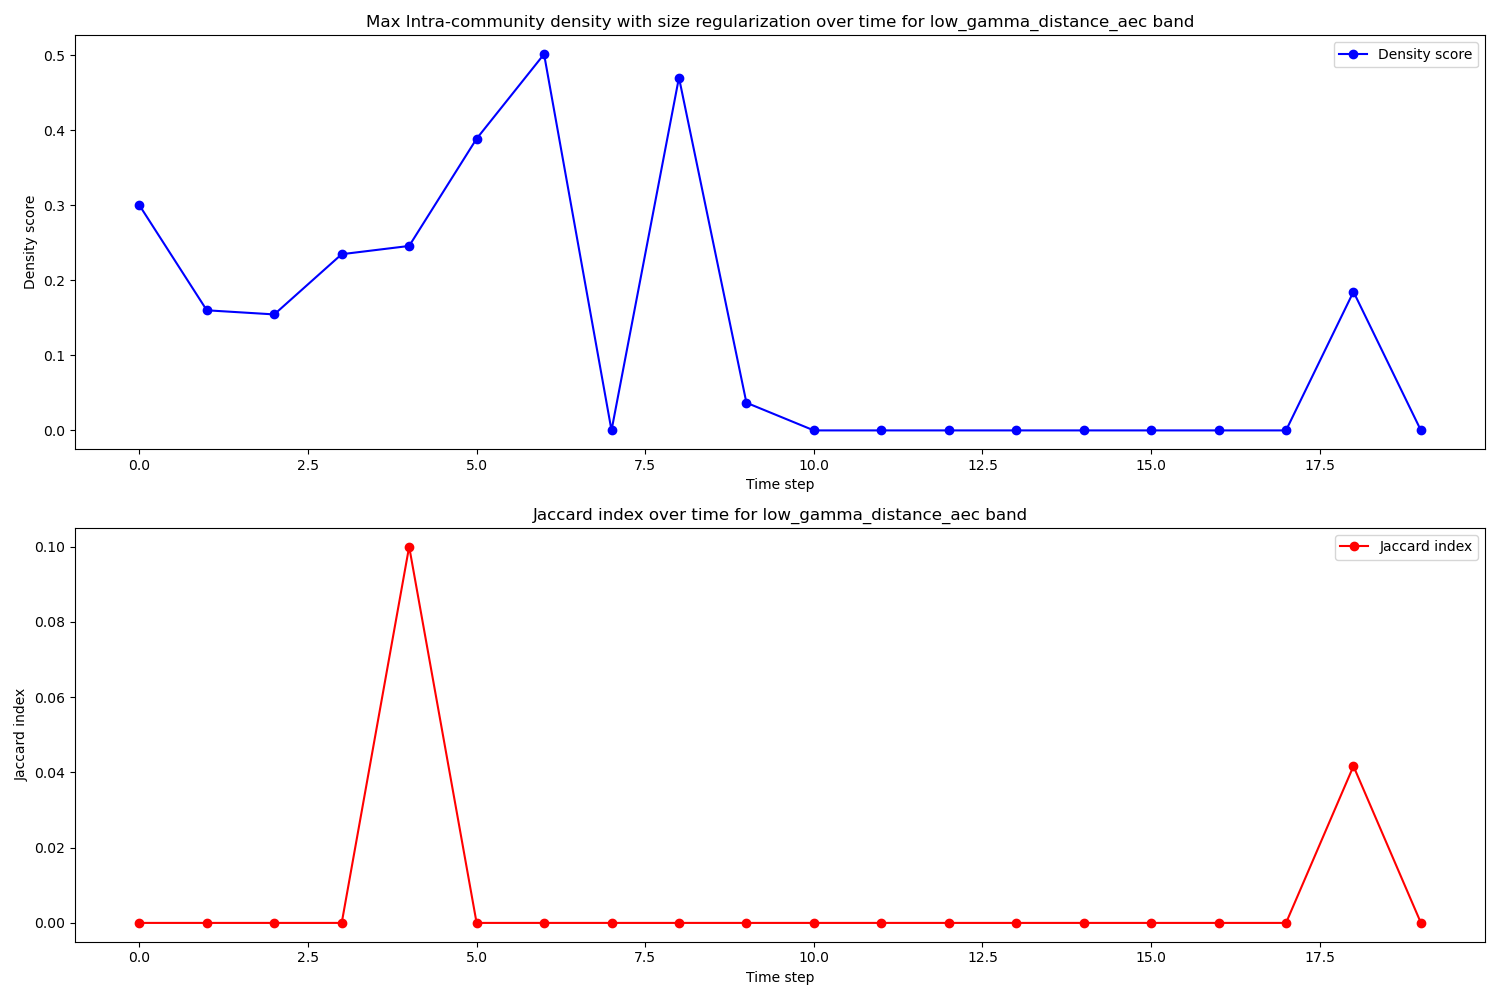 Max Intra-community density with size regularization over time for low_gamma_distance_aec band
Density score
0.5
0.4
0.3
0.2
0.1
0.0
Density score
0.0 2.5 5.0 7.5 10.0 12.5 15.0 17.5
Time step
Jaccard index over time for low_gamma_distance_aec band
Jaccard index
0.10
0.08
0.06
0.04
0.02
0.00
Jaccard index
0.0 2.5 5.0 7.5 10.0 12.5 15.0 17.5
Time step